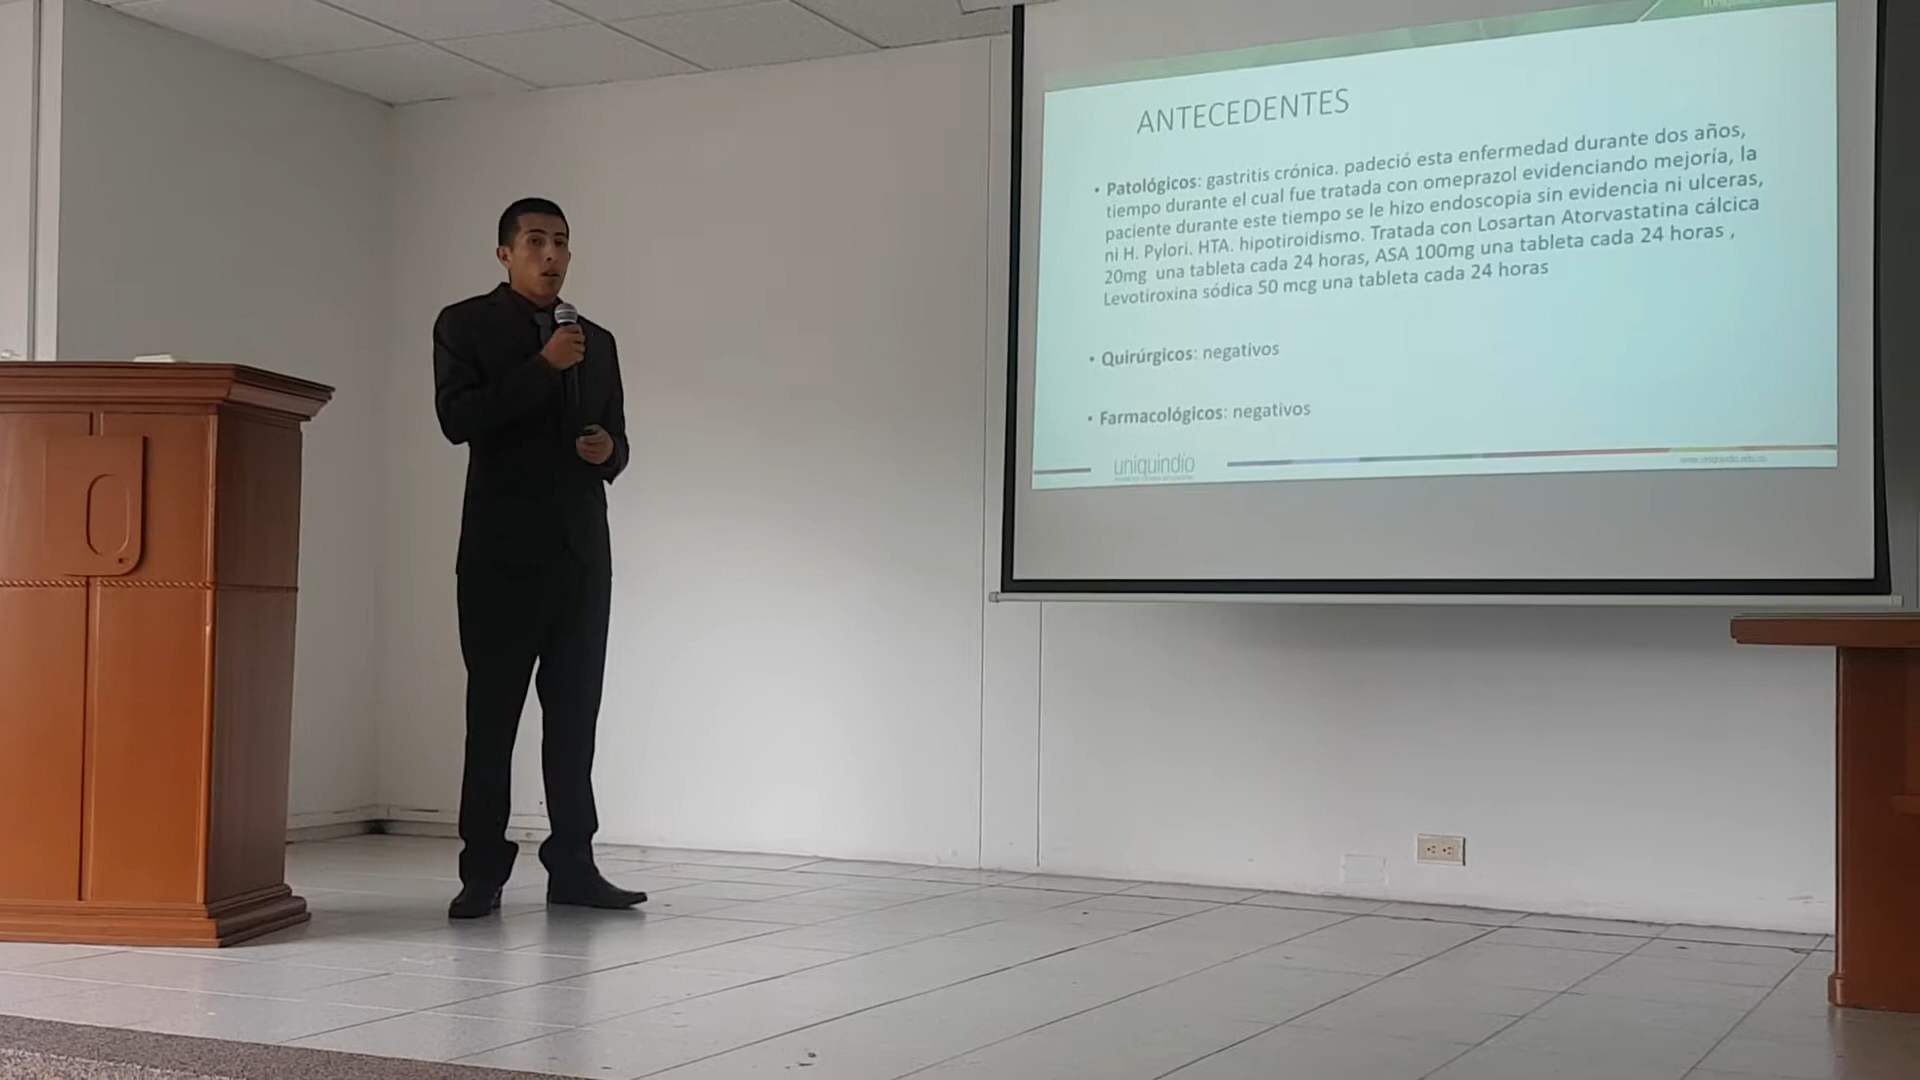 ANTECEDENTES
• Patológicos: gastritis crónica. padeció esta enfermedad durante dos años,
tiempo durante el cual fue tratada con omeprazol evidenciando mejoría, la
paciente durante este tiempo se le hizo endoscopia sin evidencia ni ulceras,
ni H. Pylori. HTA. hipotiroidismo. Tratada con Losartan Atorvastatina cálcica
20mg una tableta cada 24 horas, ASA 100mg una tableta cada 24 horas ,
Levotiroxina sódica 50 mcg una tableta cada 24 horas
• Quirúrgicos: negativos
• Farmacológicos: negativos
uniquindío